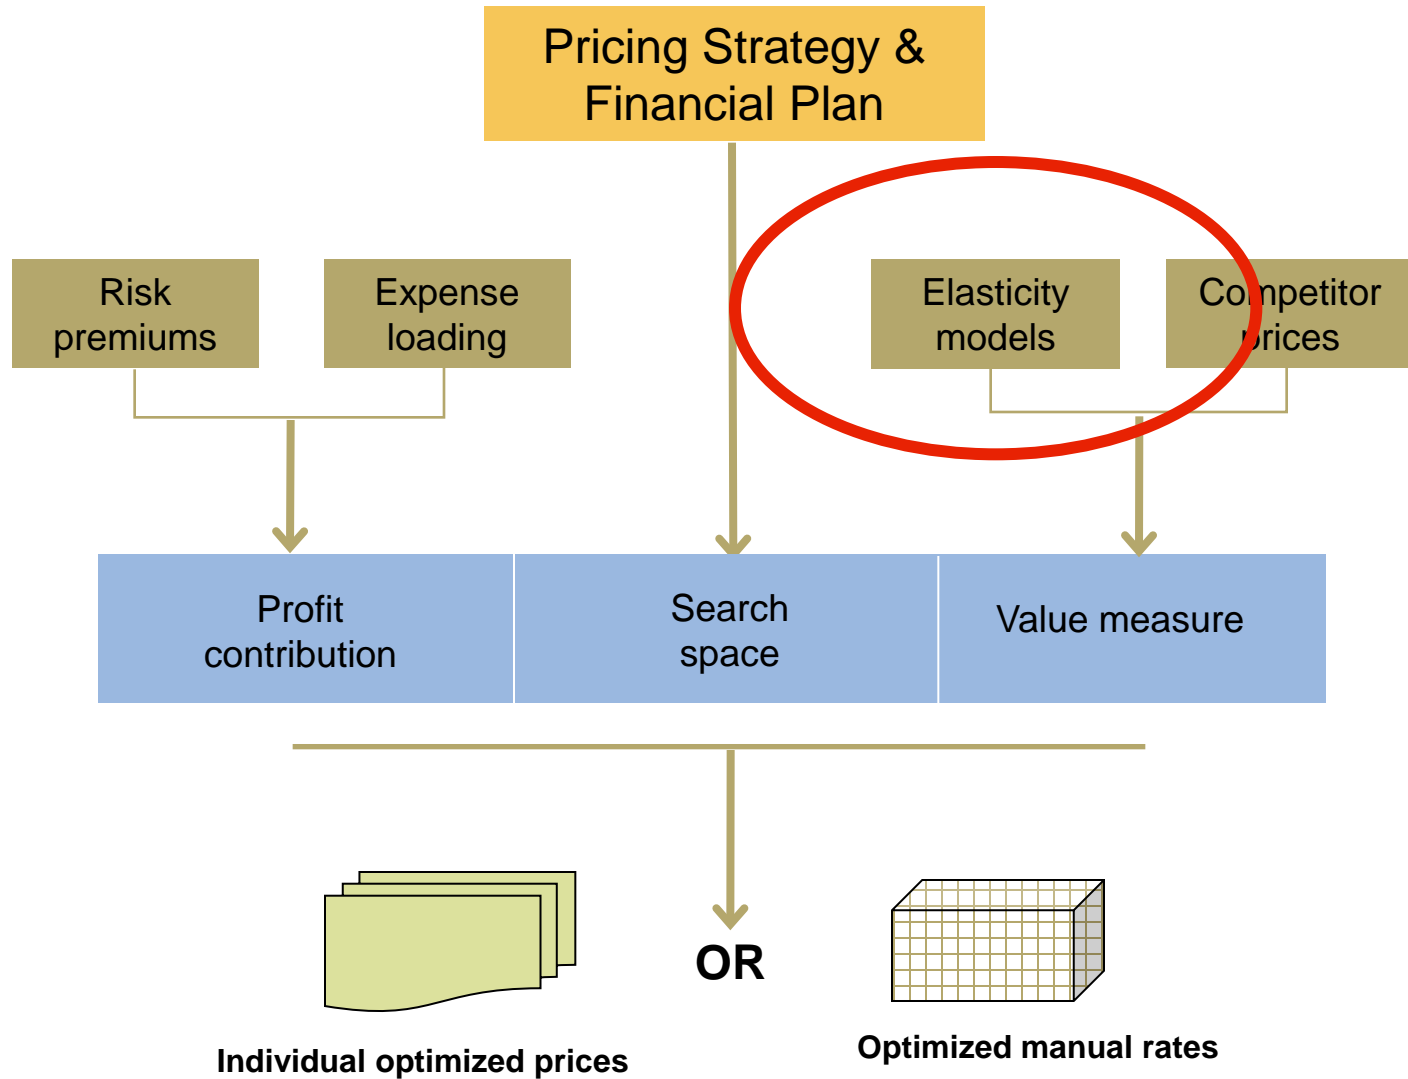 Pricing Strategy &
Financial Plan
Risk
premiums
Expense
loading
Elasticity
models
Competitor
prices
Profit
contribution
Search
space
Value measure
OR
Individual optimized prices
Optimized manual rates